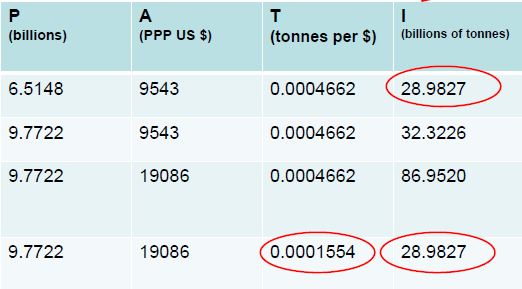 P A T I
(billions) (PPP US $) (tonnes per $) (billions of tonnes)
6.5148 9543 0.0004662 28.9827
9.7722 9543 0.0004662 32.3226
9.7722 19086 0.0004662 86.9520
9.7722 19086 0.0001554 28.9827